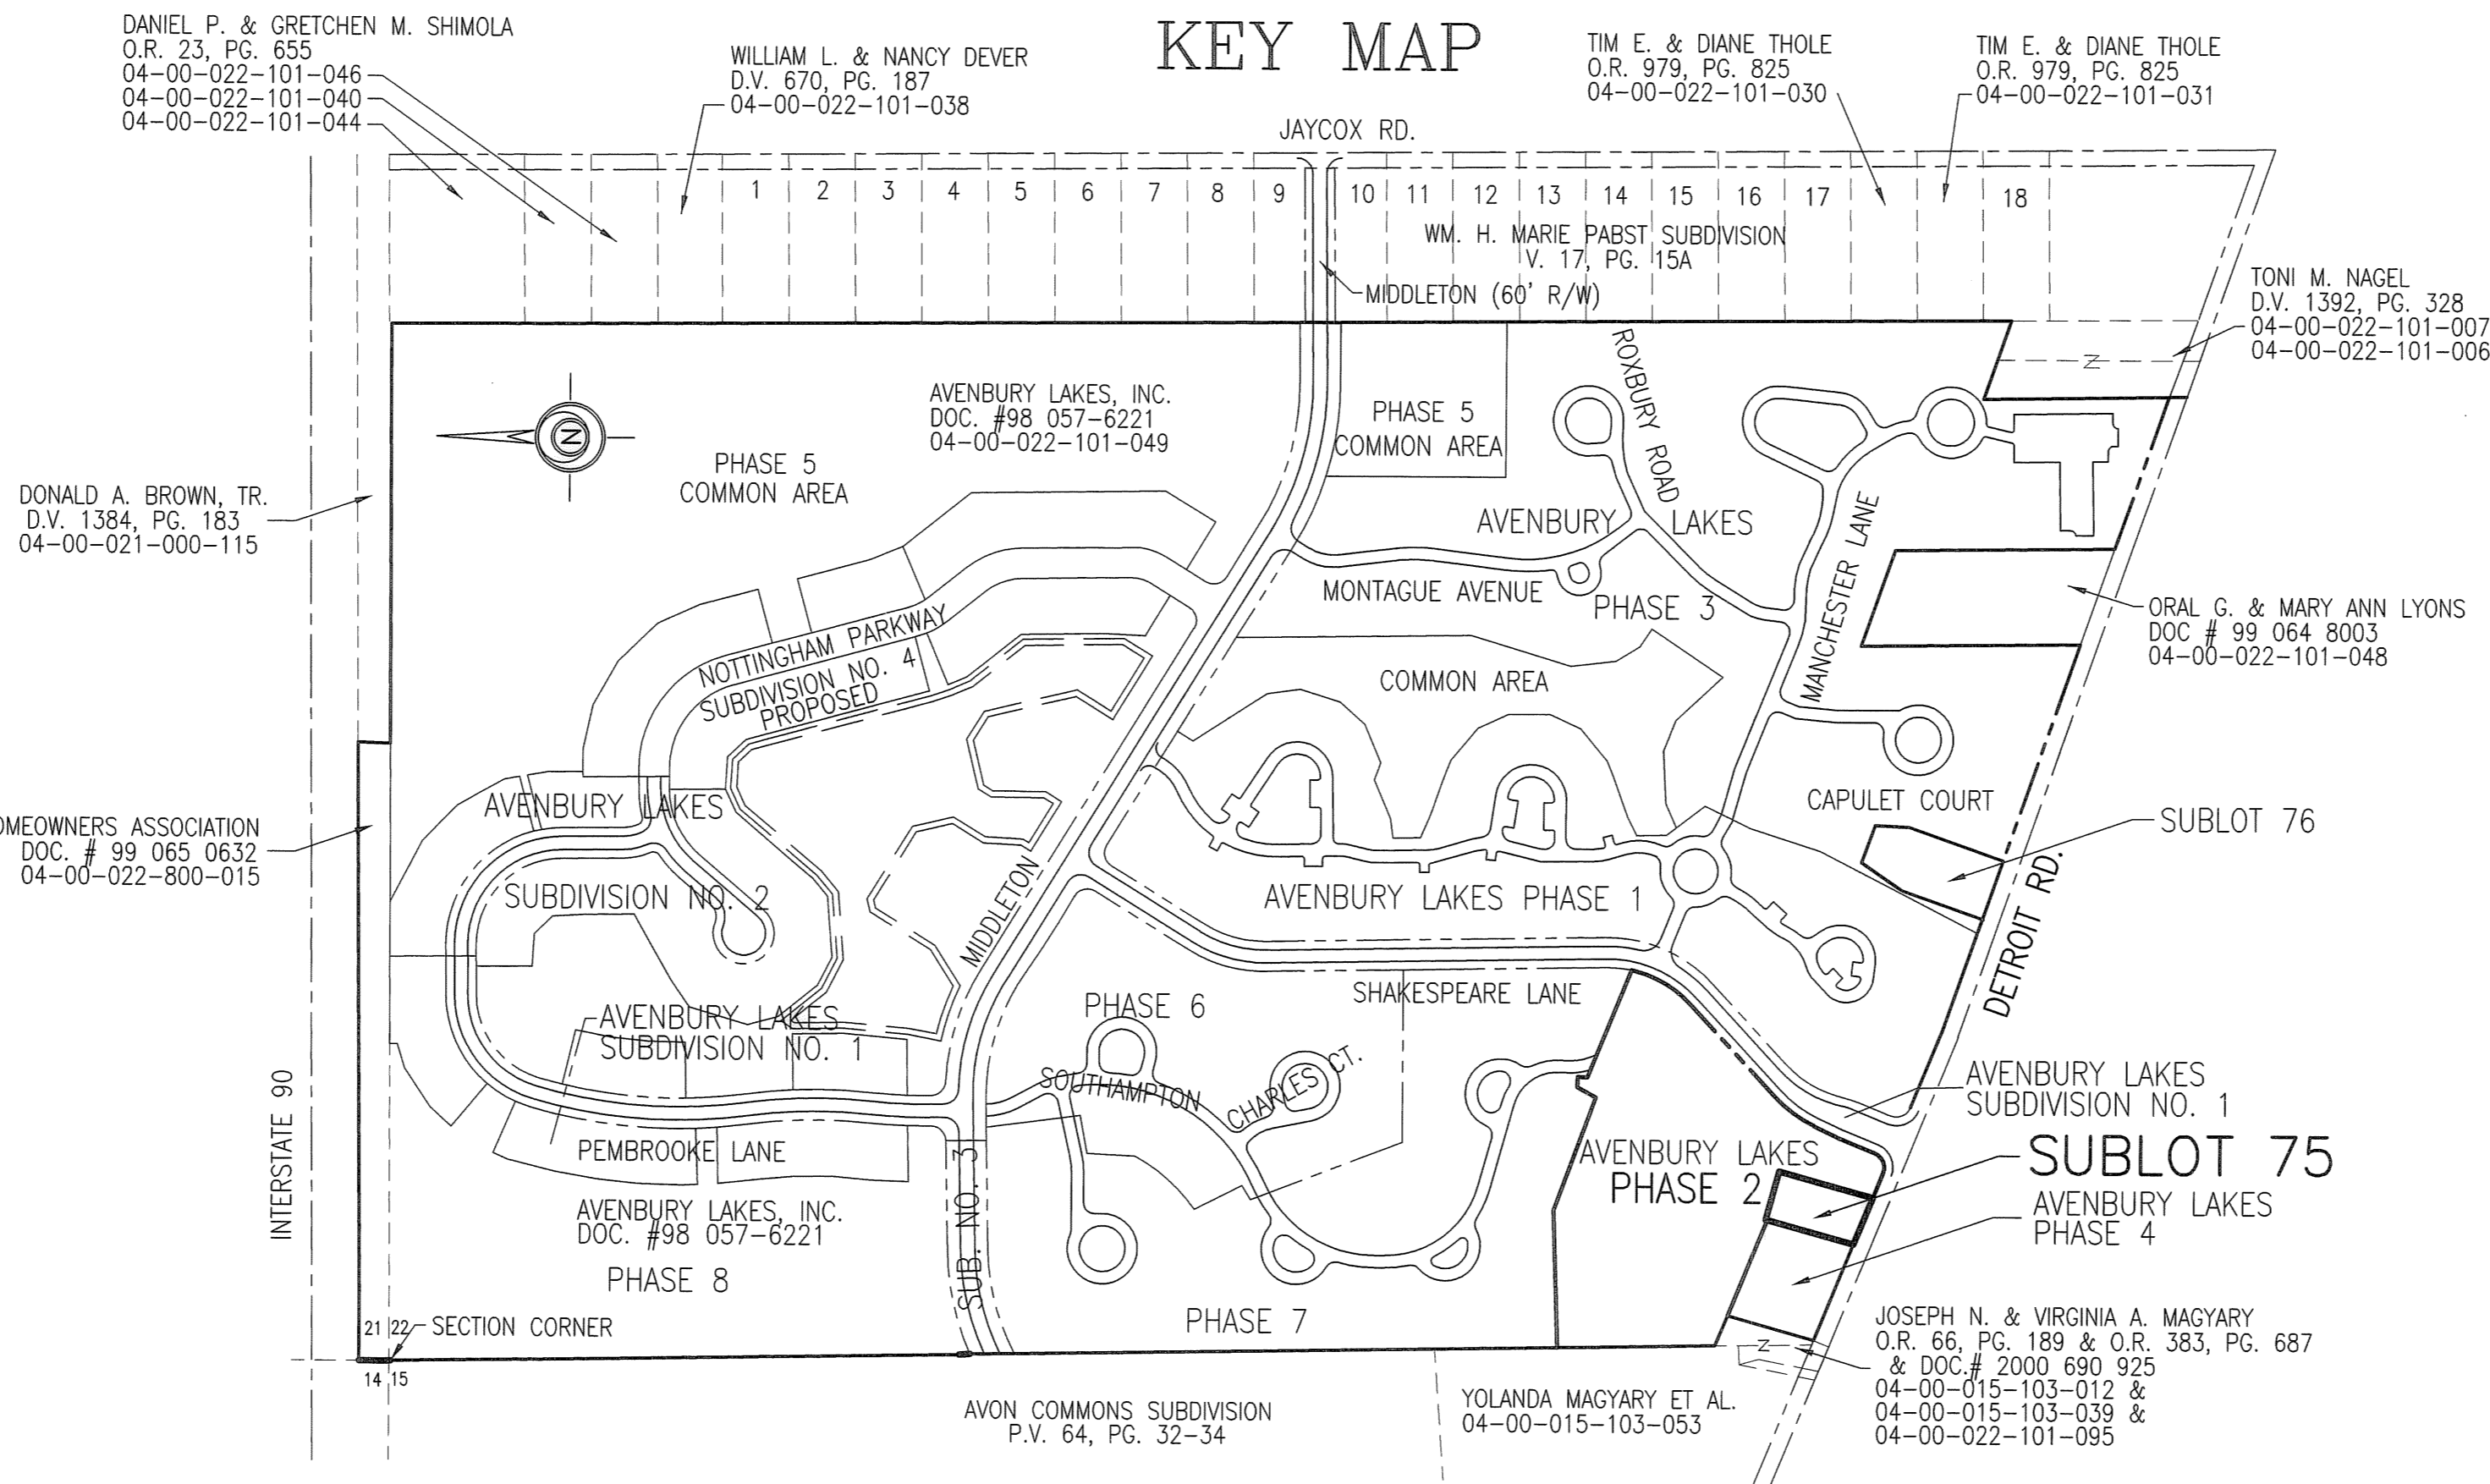 KEY MAP
DANIEL P. & GRETCHEN M. SHIMOLA
O.R. 23, PG. 655
04-00-022-101-046
04-00-022-101-040
04-00-022-101-044
WILLIAM L. & NANCY DEVER
D.V. 670, PG. 187
04-00-022-101-038
TIM E. & DIANE THOLE
O.R. 979, PG. 825
04-00-022-101-030
TIM E. & DIANE THOLE
O.R. 979, PG. 825
04-00-022-101-031
JAYCOX RD.
1 2 3 4 5 6 7 8 9 10 11 12 13 14 15 16 17 18
WM. H. MARIE PABST SUBDIVISION
V. 17, PG. 15A
MIDDLETON (60' R/W)
TONI M. NAGEL
D.V. 1392, PG. 328
04-00-022-101-007
04-00-022-101-006
Z
N
AVENBURY LAKES, INC.
DOC. #98 057-6221
04-00-022-101-049
PHASE 5
COMMON AREA
PHASE 5
COMMON AREA
ROXBURY ROAD
AVENBURY LAKES
PHASE 3
MONTAGUE AVENUE
MANCHESTER LANE
DONALD A. BROWN, TR.
D.V. 1384, PG. 183
04-00-021-000-115
ORAL G. & MARY ANN LYONS
DOC # 99 064 8003
04-00-022-101-048
NOTTINGHAM PARKWAY
SUBDIVISION NO. 4
PROPOSED
COMMON AREA
CAPULET COURT
SUBLOT 76
OMEOWNERS ASSOCIATION
DOC. # 99 065 0632
04-00-022-800-015
AVENBURY LAKES
SUBDIVISION NO. 2
MIDDLETON
AVENBURY LAKES PHASE 1
DETROIT RD.
SHAKESPEARE LANE
AVENBURY LAKES
SUBDIVISION NO. 1
PHASE 6
SOUTHAMPTON
CHARLES CT.
AVENBURY LAKES
SUBDIVISION NO. 1
INTERSTATE 90
PEMBROOKE LANE
AVENBURY LAKES
PHASE 2
SUBLOT 75
AVENBURY LAKES
PHASE 4
AVENBURY LAKES, INC.
DOC. #98 057-6221
PHASE 8
SUB. NO. 3
PHASE 7
21 22
SECTION CORNER
14 15
Z
JOSEPH N. & VIRGINIA A. MAGYARY
O.R. 66, PG. 189 & O.R. 383, PG. 687
& DOC.# 2000 690 925
04-00-015-103-012 &
04-00-015-103-039 &
04-00-022-101-095
AVON COMMONS SUBDIVISION
P.V. 64, PG. 32-34
YOLANDA MAGYARY ET AL.
04-00-015-103-053